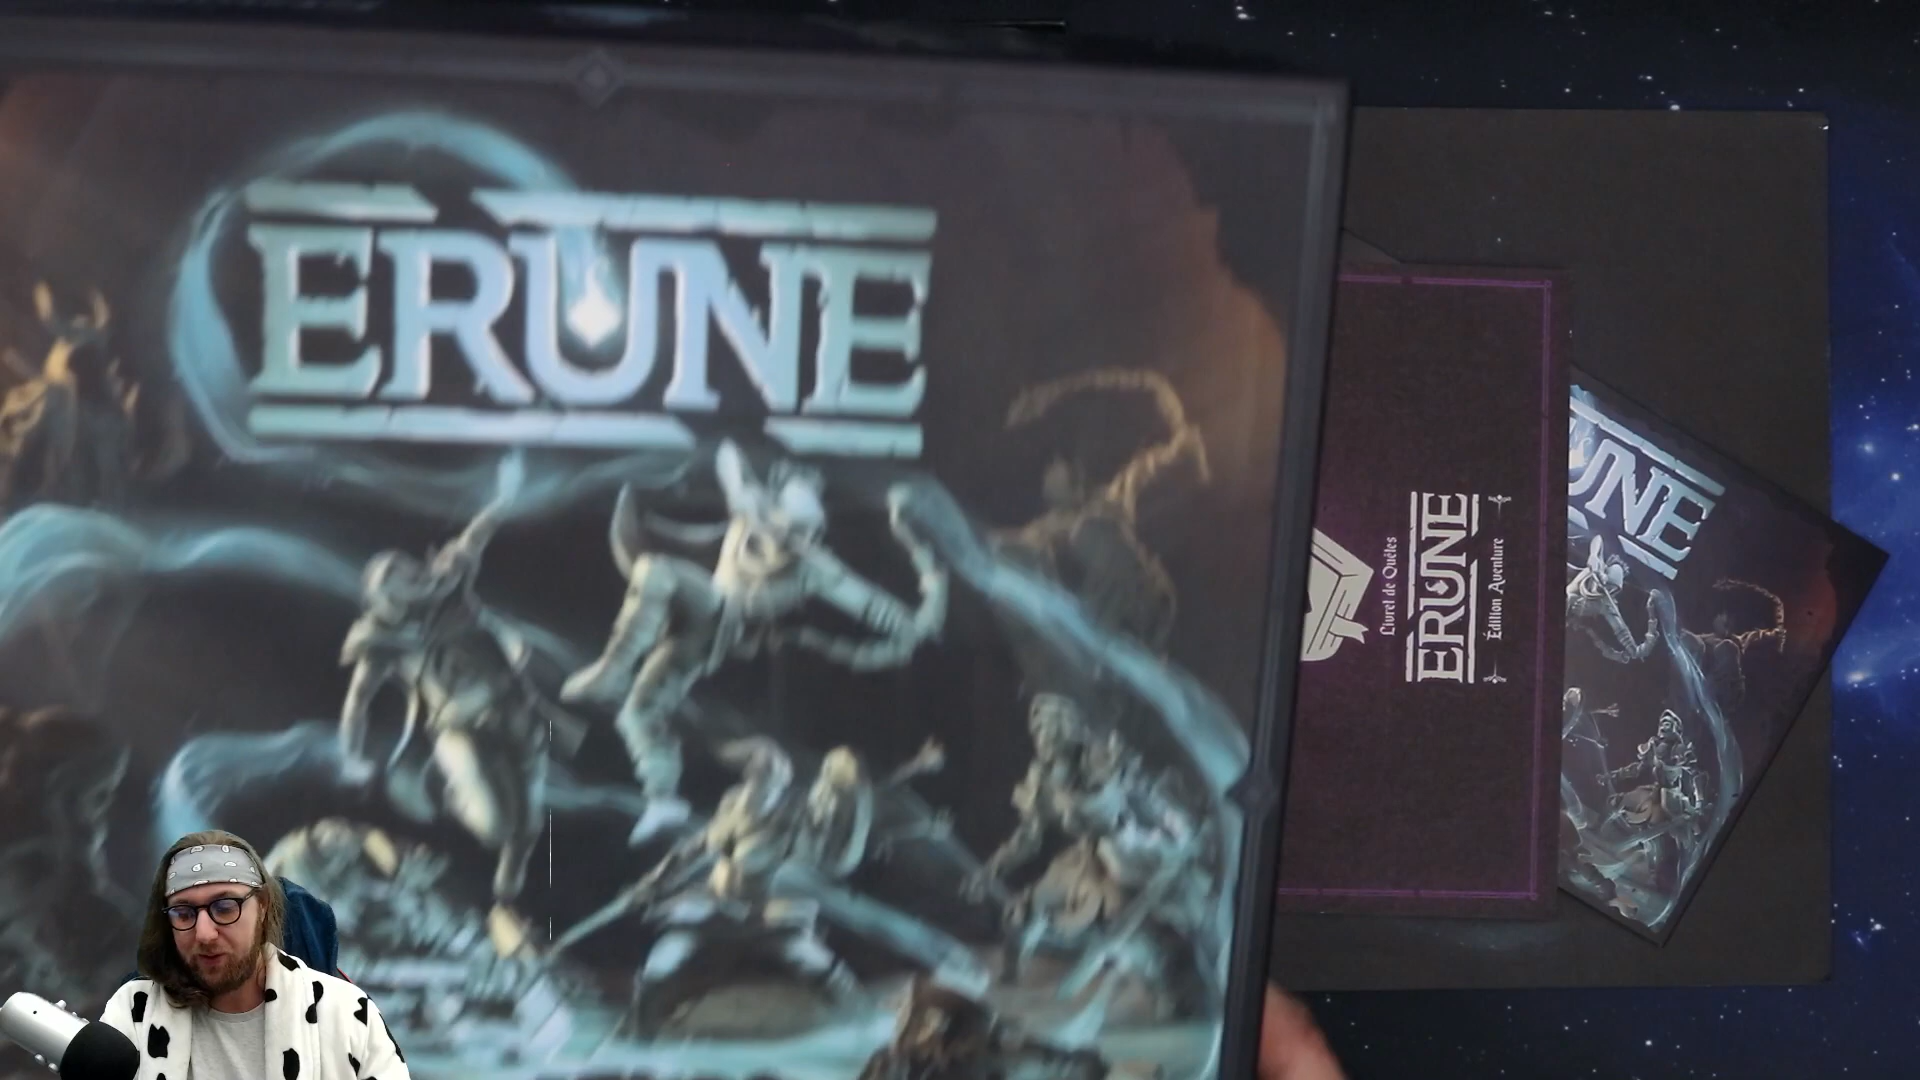 ERUNE
Livret de Quêtes
ERUNE
Édition Aventure
UNE